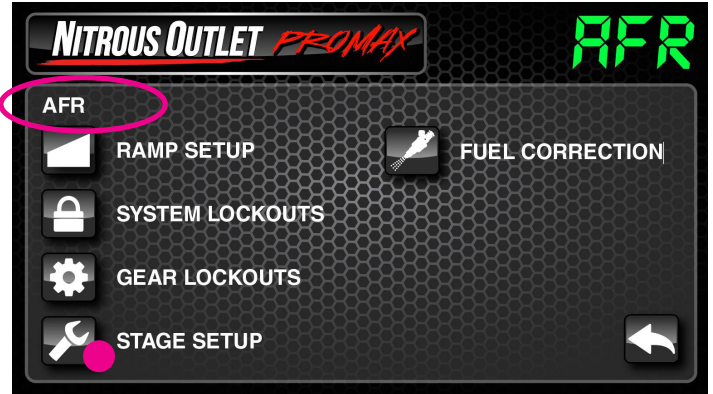 NITROUS OUTLET PROMAX
AFR
AFR
RAMP SETUP
FUEL CORRECTION
SYSTEM LOCKOUTS
GEAR LOCKOUTS
STAGE SETUP